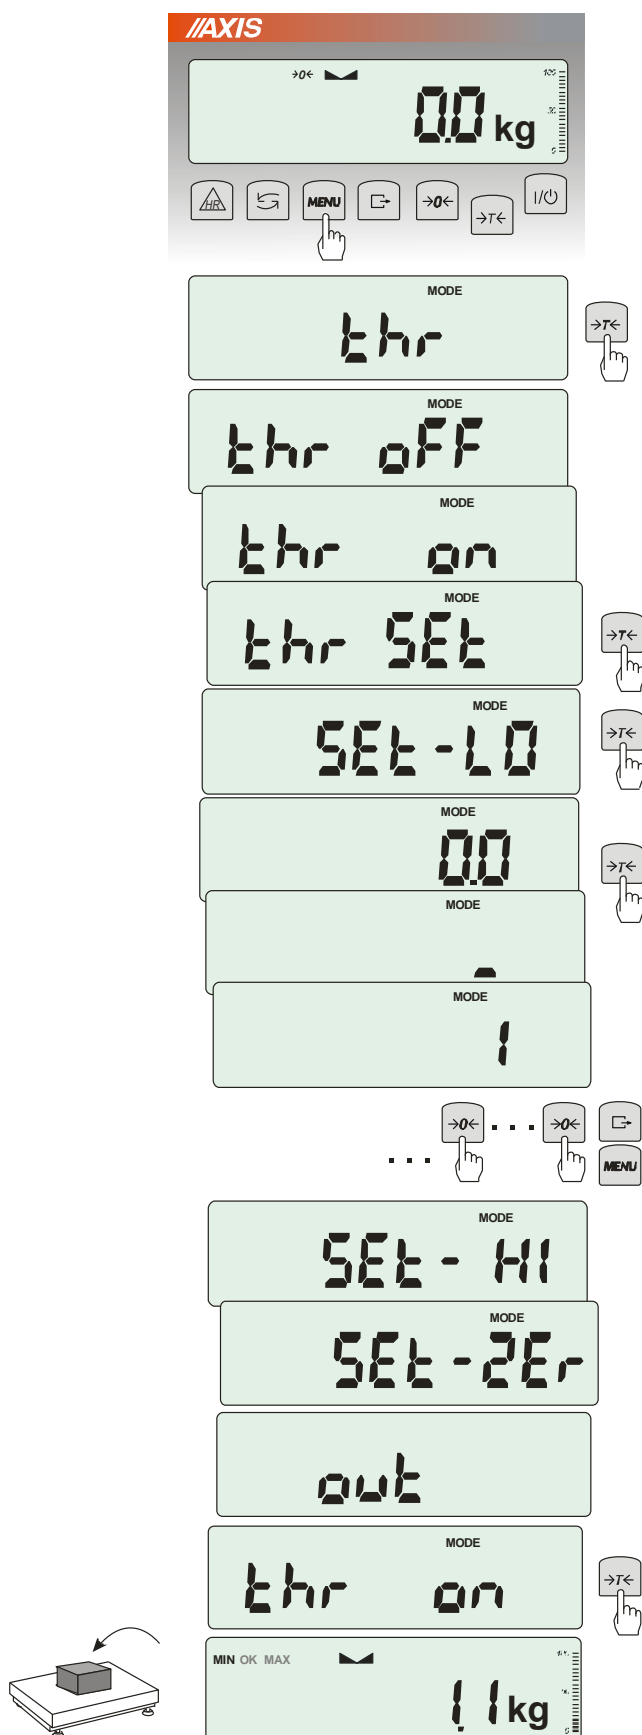 AXIS
→0←
100
0.0 kg
HR MENU →0← →T← I/⏻
MODE
thr
→T←
MODE
thr oFF
MODE
thr on
MODE
thr SEt
→T←
MODE
SEt-LO
→T←
MODE
0.0
→T←
MODE
-
MODE
1
→0← . . . →0←
. . . MENU
MODE
SEt- HI
MODE
SEt-2Er
out
MODE
thr on
→T←
MIN OK MAX
1.1 kg